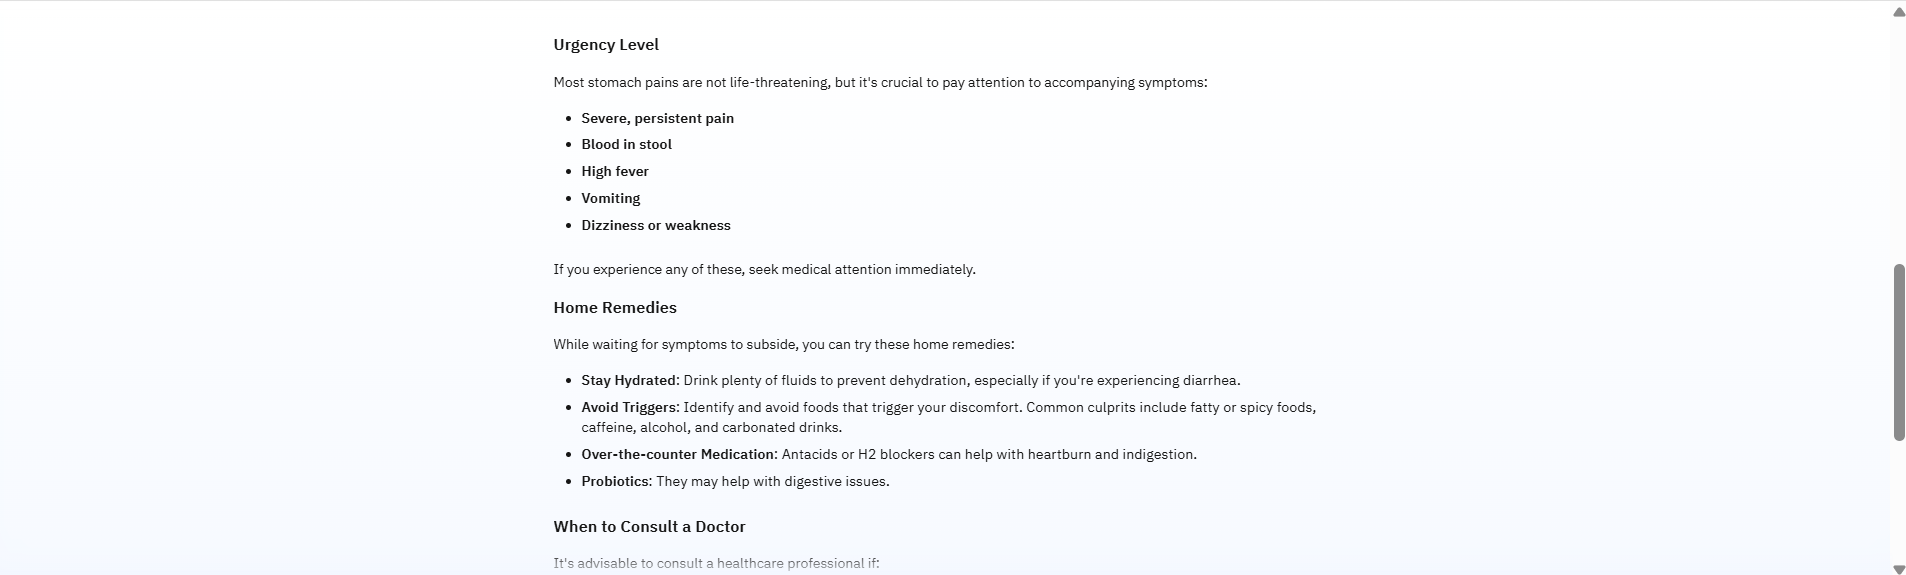 Urgency Level
Most stomach pains are not life-threatening, but it's crucial to pay attention to accompanying symptoms:
• Severe, persistent pain
• Blood in stool
• High fever
• Vomiting
• Dizziness or weakness
If you experience any of these, seek medical attention immediately.
Home Remedies
While waiting for symptoms to subside, you can try these home remedies:
• Stay Hydrated: Drink plenty of fluids to prevent dehydration, especially if you're experiencing diarrhea.
• Avoid Triggers: Identify and avoid foods that trigger your discomfort. Common culprits include fatty or spicy foods,
caffeine, alcohol, and carbonated drinks.
• Over-the-counter Medication: Antacids or H2 blockers can help with heartburn and indigestion.
• Probiotics: They may help with digestive issues.
When to Consult a Doctor
It's advisable to consult a healthcare professional if: